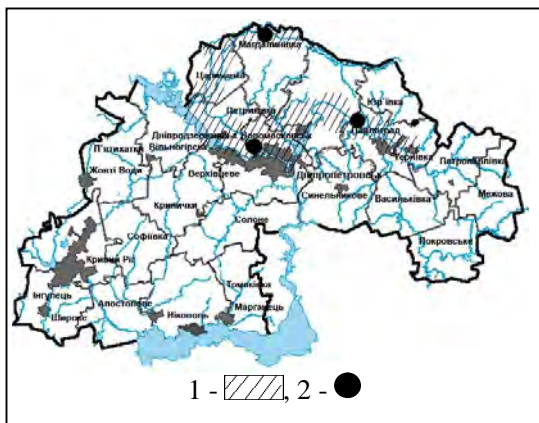 Магдалинівка
Царичанка
Петриківка
Юр'ївка
Дніпродзержинськ Новомосковськ
Павлоград
П'ятихатки
Вільногірськ
Тернівка
Петропавлівка
Верхівцеве
Дніпропетровськ
Жовті Води
Синельникове
Васильківка
Межова
Кринички
Солоне
Софіївка
Покровське
Кривий Ріг
Томаківка
Інгулець
Апостолове
Широке
Нікополь
Марганець
1 - , 2 -